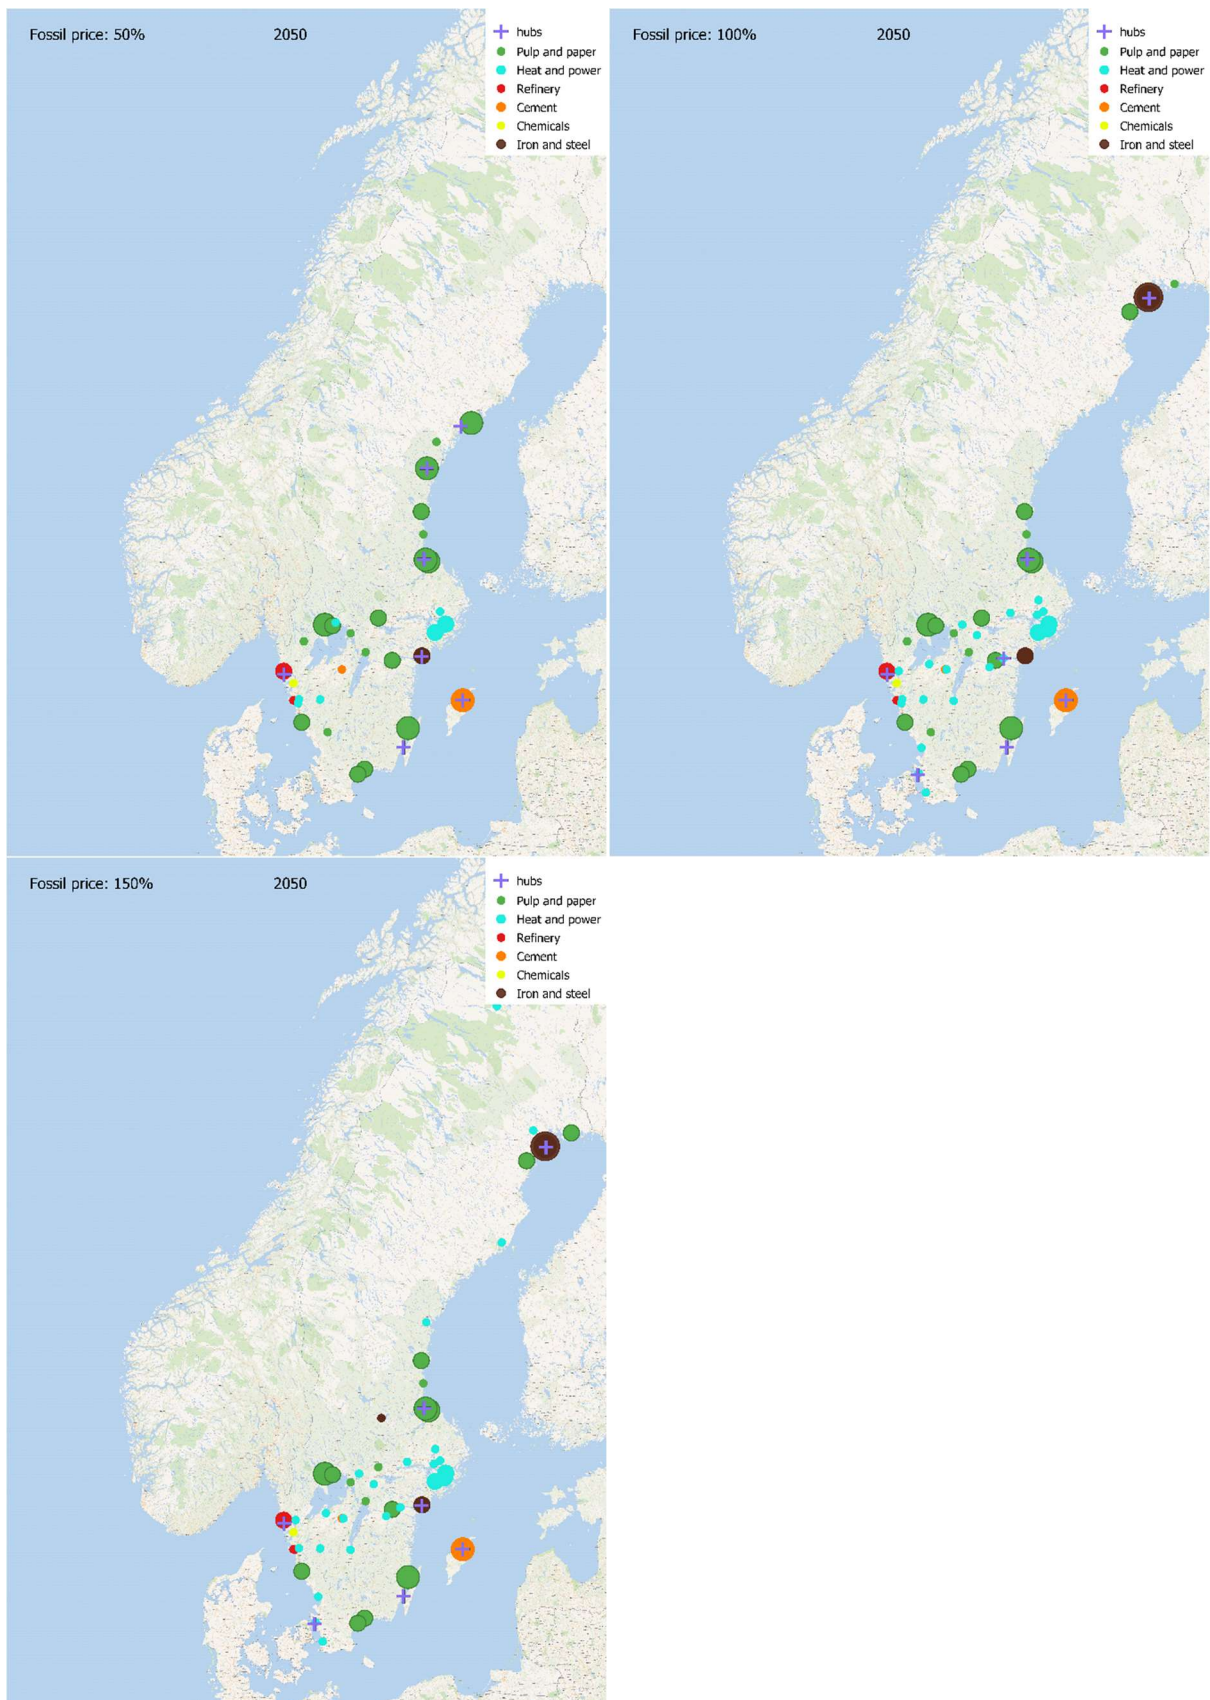 Fossil price: 50%
2050
hubs
Pulp and paper
Heat and power
Refinery
Cement
Chemicals
Iron and steel
Fossil price: 100%
2050
hubs
Pulp and paper
Heat and power
Refinery
Cement
Chemicals
Iron and steel
Fossil price: 150%
2050
hubs
Pulp and paper
Heat and power
Refinery
Cement
Chemicals
Iron and steel